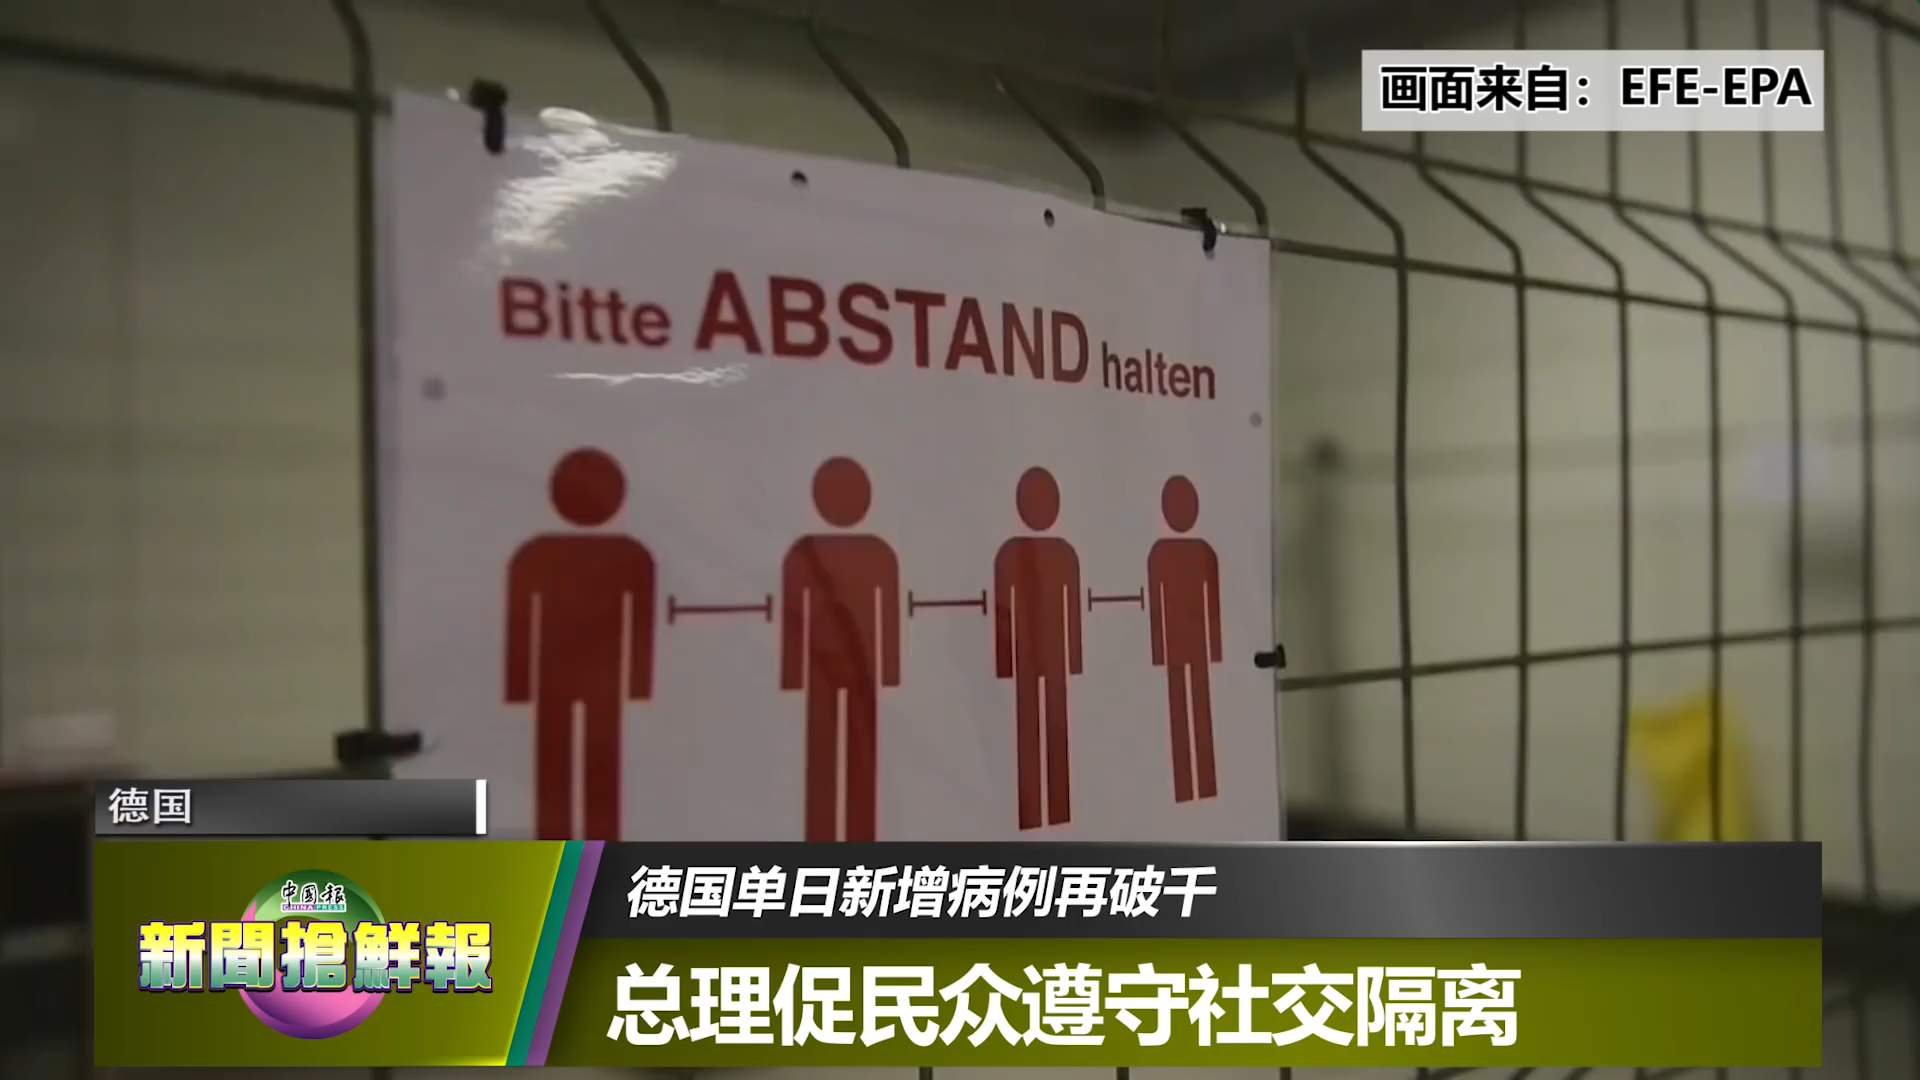 画面来自：EFE-EPA
Bitte ABSTAND halten
德国
德国单日新增病例再破千
中國報
CHINA PRESS
新聞搶鮮報
总理促民众遵守社交隔离